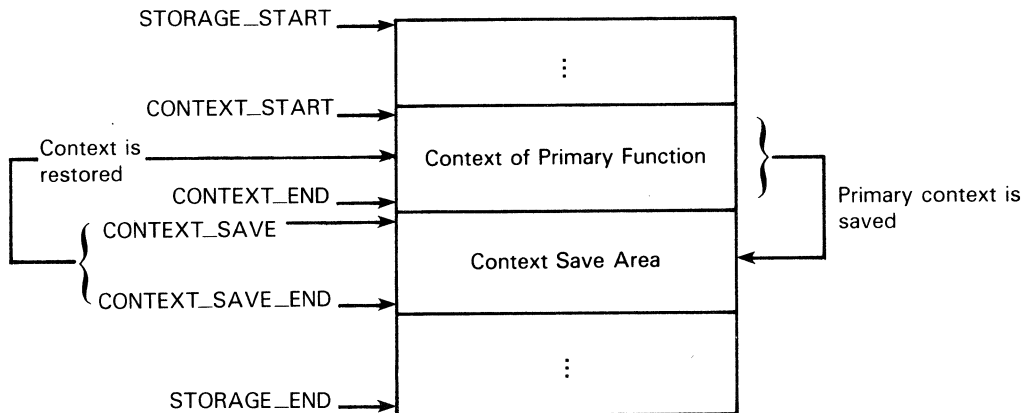 STORAGE_START
⋮
CONTEXT_START
Context is
restored
Context of Primary Function
CONTEXT_END
Primary context is
saved
CONTEXT_SAVE
Context Save Area
CONTEXT_SAVE_END
⋮
STORAGE_END